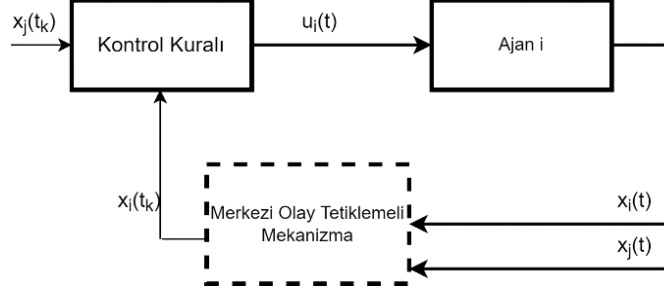 xj(tk)
Kontrol Kuralı
ui(t)
Ajan i
xi(tk)
Merkezi Olay Tetiklemeli
Mekanizma
xi(t)
xj(t)